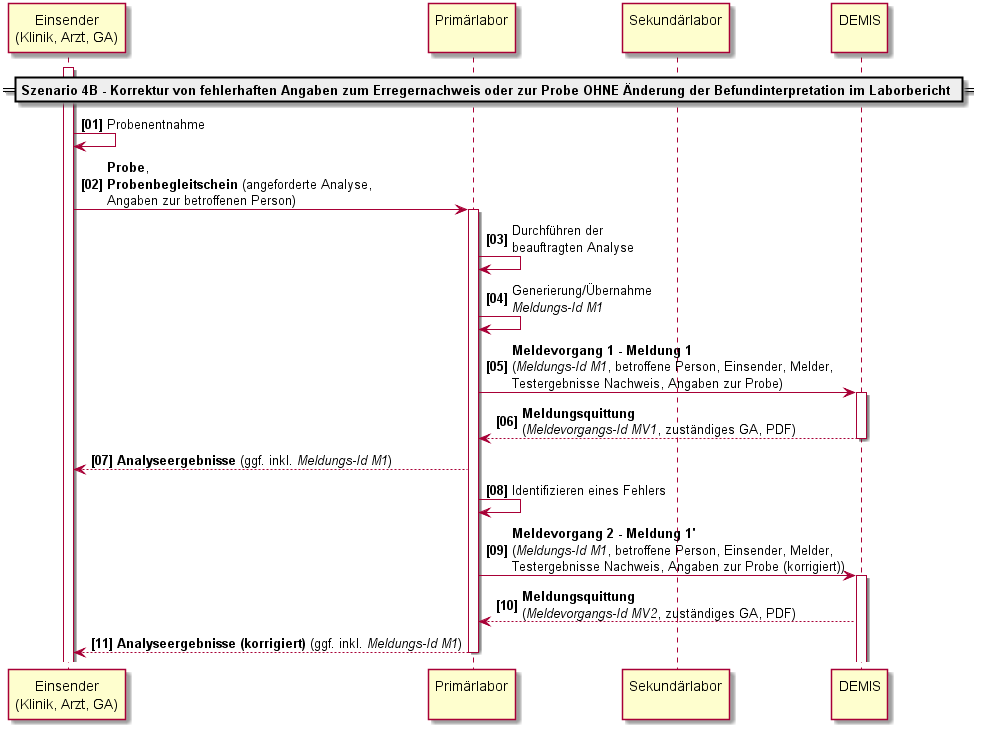 Einsender
(Klinik, Arzt, GA)
Primärlabor
Sekundärlabor
DEMIS
Szenario 4B - Korrektur von fehlerhaften Angaben zum Erregernachweis oder zur Probe OHNE Änderung der Befundinterpretation im Laborbericht
[01] Probenentnahme
Probe,
[02] Probenbegleitschein (angeforderte Analyse,
Angaben zur betroffenen Person)
Durchführen der
[03]
beauftragten Analyse
Generierung/Übernahme
[04]
Meldungs-Id M1
Meldevorgang 1 - Meldung 1
[05] (Meldungs-Id M1, betroffene Person, Einsender, Melder,
Testergebnisse Nachweis, Angaben zur Probe)
Meldungsquittung
[06]
(Meldevorgangs-Id MV1, zuständiges GA, PDF)
[07] Analyseergebnisse (ggf. inkl. Meldungs-Id M1)
[08] Identifizieren eines Fehlers
Meldevorgang 2 - Meldung 1'
[09] (Meldungs-Id M1, betroffene Person, Einsender, Melder,
Testergebnisse Nachweis, Angaben zur Probe (korrigiert))
Meldungsquittung
[10]
(Meldevorgangs-Id MV2, zuständiges GA, PDF)
[11] Analyseergebnisse (korrigiert) (ggf. inkl. Meldungs-Id M1)
Einsender
(Klinik, Arzt, GA)
Primärlabor
Sekundärlabor
DEMIS